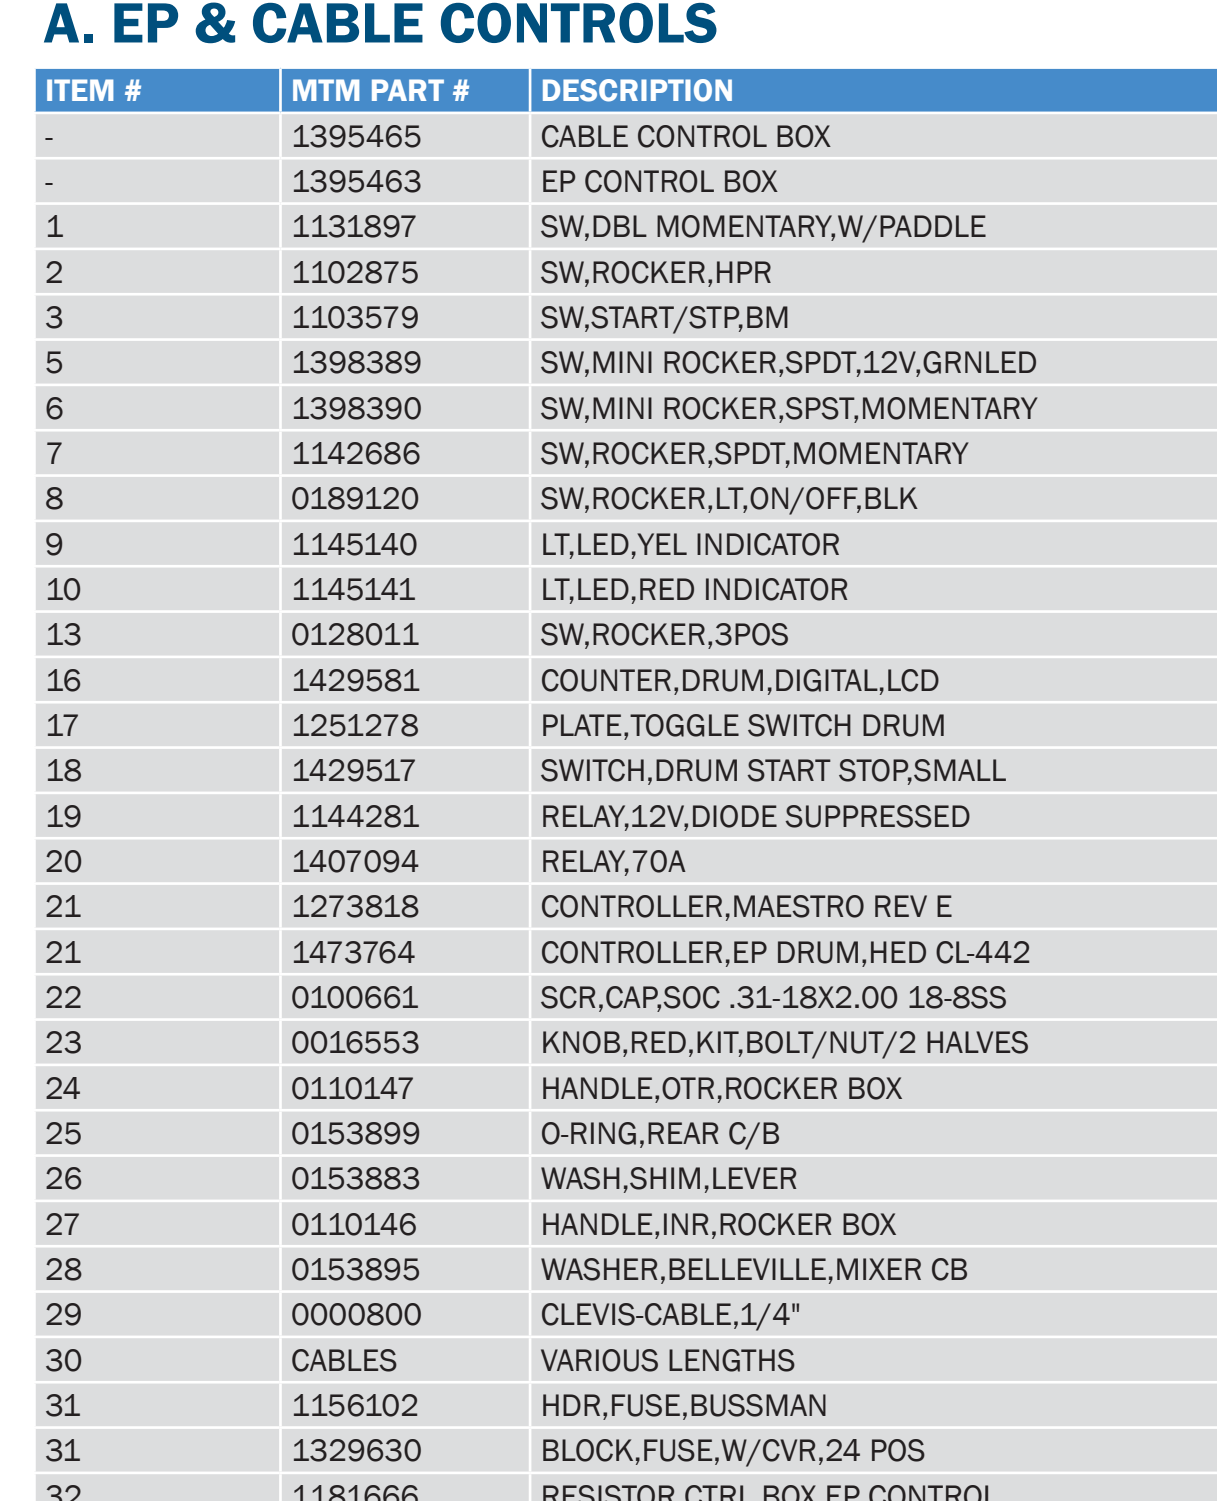 A. EP & CABLE CONTROLS
ITEM # MTM PART # DESCRIPTION
- 1395465 CABLE CONTROL BOX
- 1395463 EP CONTROL BOX
1 1131897 SW,DBL MOMENTARY,W/PADDLE
2 1102875 SW,ROCKER,HPR
3 1103579 SW,START/STP,BM
5 1398389 SW,MINI ROCKER,SPDT,12V,GRNLED
6 1398390 SW,MINI ROCKER,SPST,MOMENTARY
7 1142686 SW,ROCKER,SPDT,MOMENTARY
8 0189120 SW,ROCKER,LT,ON/OFF,BLK
9 1145140 LT,LED,YEL INDICATOR
10 1145141 LT,LED,RED INDICATOR
13 0128011 SW,ROCKER,3POS
16 1429581 COUNTER,DRUM,DIGITAL,LCD
17 1251278 PLATE,TOGGLE SWITCH DRUM
18 1429517 SWITCH,DRUM START STOP,SMALL
19 1144281 RELAY,12V,DIODE SUPPRESSED
20 1407094 RELAY,70A
21 1273818 CONTROLLER,MAESTRO REV E
21 1473764 CONTROLLER,EP DRUM,HED CL-442
22 0100661 SCR,CAP,SOC .31-18X2.00 18-8SS
23 0016553 KNOB,RED,KIT,BOLT/NUT/2 HALVES
24 0110147 HANDLE,OTR,ROCKER BOX
25 0153899 O-RING,REAR C/B
26 0153883 WASH,SHIM,LEVER
27 0110146 HANDLE,INR,ROCKER BOX
28 0153895 WASHER,BELLEVILLE,MIXER CB
29 0000800 CLEVIS-CABLE,1/4"
30 CABLES VARIOUS LENGTHS
31 1156102 HDR,FUSE,BUSSMAN
31 1329630 BLOCK,FUSE,W/CVR,24 POS
32 1181666 RESISTOR CTRL BOX EP CONTROL